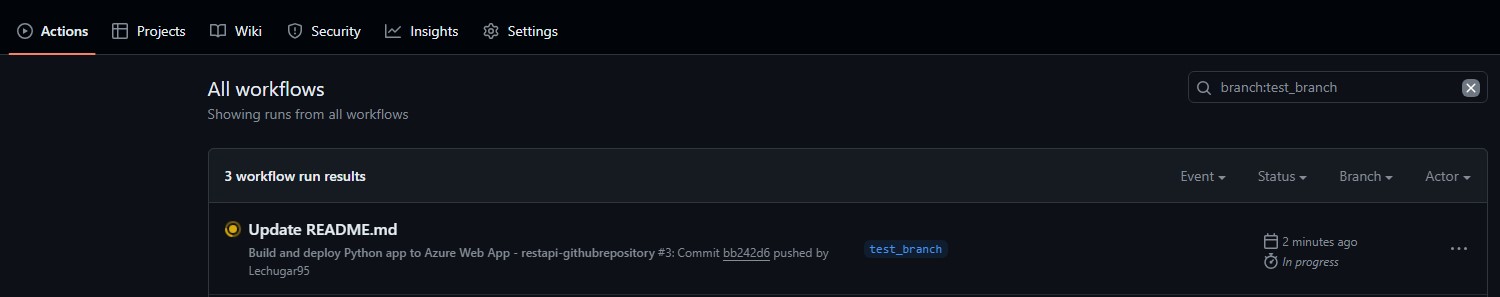 Actions Projects Wiki Security Insights Settings
All workflows
branch:test_branch
Showing runs from all workflows
3 workflow run results
Event Status Branch Actor
Update README.md
Build and deploy Python app to Azure Web App - restapi-githubrepository #3: Commit bb242d6 pushed by
Lechugar95
test_branch
2 minutes ago
In progress